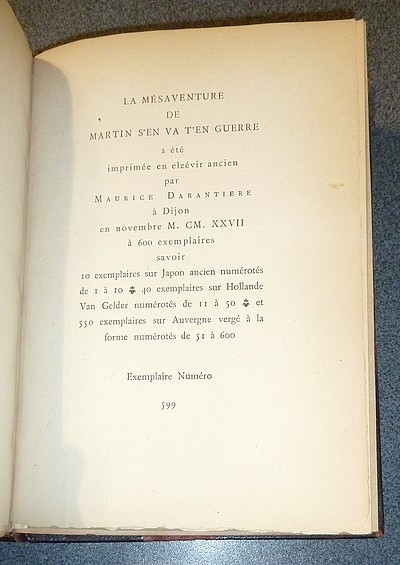 LA MÉSAVENTURE
DE
MARTIN S'EN VA T'EN GUERRE
a été
imprimée en elzévir ancien
par
MAURICE DARANTIERE
à Dijon
en novembre M. CM. XXVII
à 600 exemplaires
savoir
10 exemplaires sur Japon ancien numérotés
de 1 à 10 ❧ 40 exemplaires sur Hollande
Van Gelder numérotés de 11 à 50 ❧ et
550 exemplaires sur Auvergne vergé à la
forme numérotés de 51 à 600
Exemplaire Numéro
599